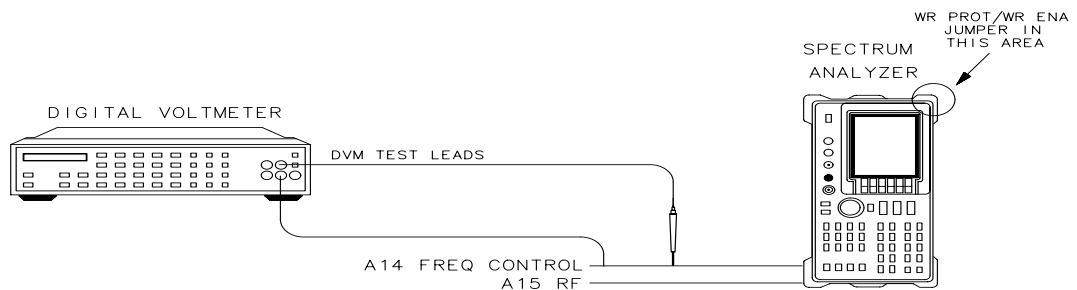 WR PROT/WR ENA
JUMPER IN
THIS AREA
SPECTRUM
ANALYZER
DIGITAL VOLTMETER
DVM TEST LEADS
A14 FREQ CONTROL
A15 RF